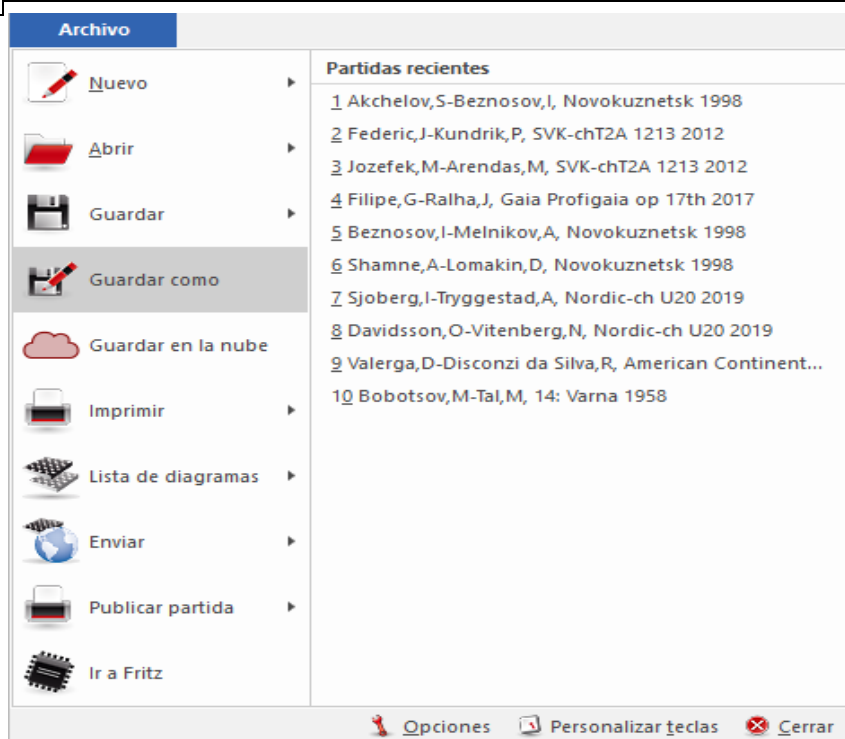 Archivo
Nuevo
Abrir
Guardar
Guardar como
Guardar en la nube
Imprimir
Lista de diagramas
Enviar
Publicar partida
Ir a Fritz
Partidas recientes
1 Akchelov,S-Beznosov,I, Novokuznetsk 1998
2 Federic,J-Kundrik,P, SVK-chT2A 1213 2012
3 Jozefek,M-Arendas,M, SVK-chT2A 1213 2012
4 Filipe,G-Ralha,J, Gaia Profigaia op 17th 2017
5 Beznosov,I-Melnikov,A, Novokuznetsk 1998
6 Shamne,A-Lomakin,D, Novokuznetsk 1998
7 Sjoberg,I-Tryggestad,A, Nordic-ch U20 2019
8 Davidsson,O-Vitenberg,N, Nordic-ch U20 2019
9 Valerga,D-Disconzi da Silva,R, American Continent...
10 Bobotsov,M-Tal,M, 14: Varna 1958
Opciones Personalizar teclas Cerrar